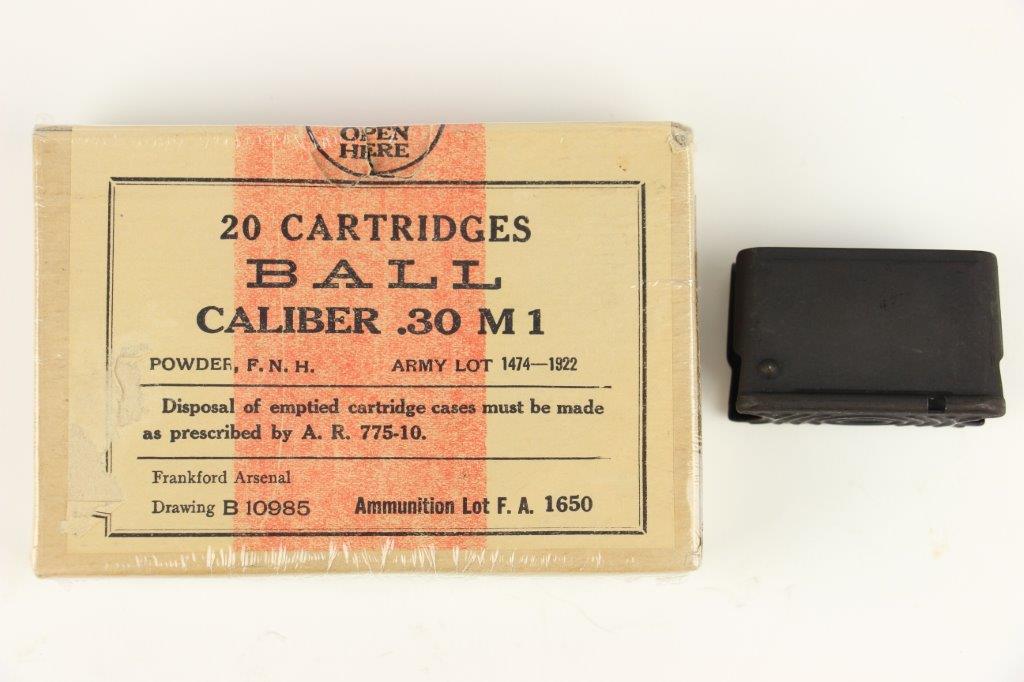 OPEN
HERE
20 CARTRIDGES
BALL
CALIBER .30 M1
POWDER, F. N. H. ARMY LOT 1474—1922
Disposal of emptied cartridge cases must be made
as prescribed by A. R. 775-10.
Frankford Arsenal
Drawing B 10985 Ammunition Lot F. A. 1650